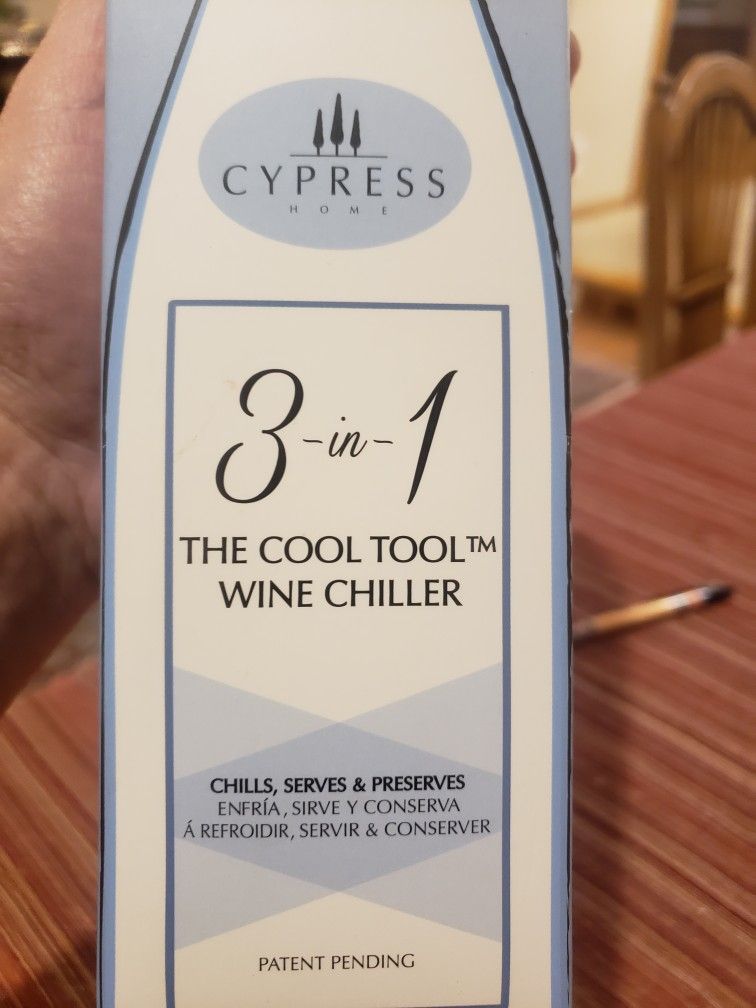 CYPRESS
HOME
3-in-1
THE COOL TOOL™
WINE CHILLER
CHILLS, SERVES & PRESERVES
ENFRÍA, SIRVE Y CONSERVA
Á REFROIDIR, SERVIR & CONSERVER
PATENT PENDING